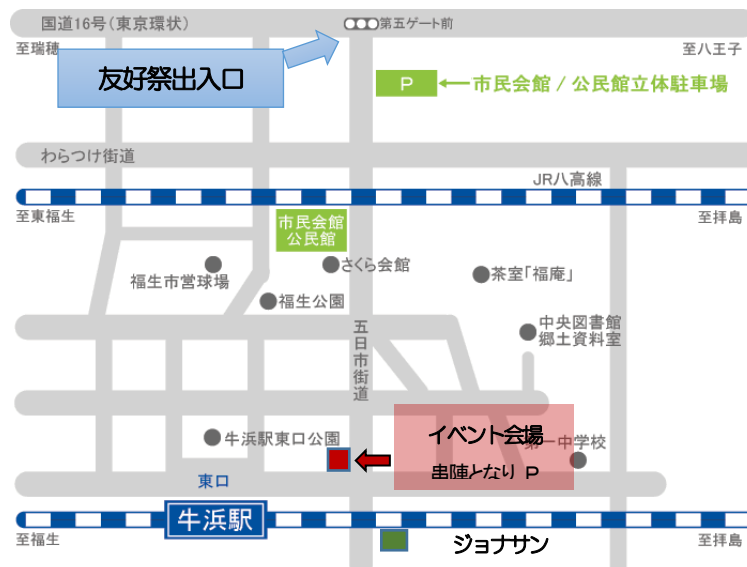 国道16号（東京環状）
第五ゲート前
至瑞穂
至八王子
友好祭出入口
P
市民会館 / 公民館立体駐車場
わらつけ街道
JR八高線
至東福生
至拝島
市民会館
公民館
さくら会館
福生市営球場
茶室「福庵」
福生公園
中央図書館
郷土資料室
五日市街道
イベント会場
牛浜駅東口公園
第一中学校
串陣となり P
東口
牛浜駅
至福生
ジョナサン
至拝島